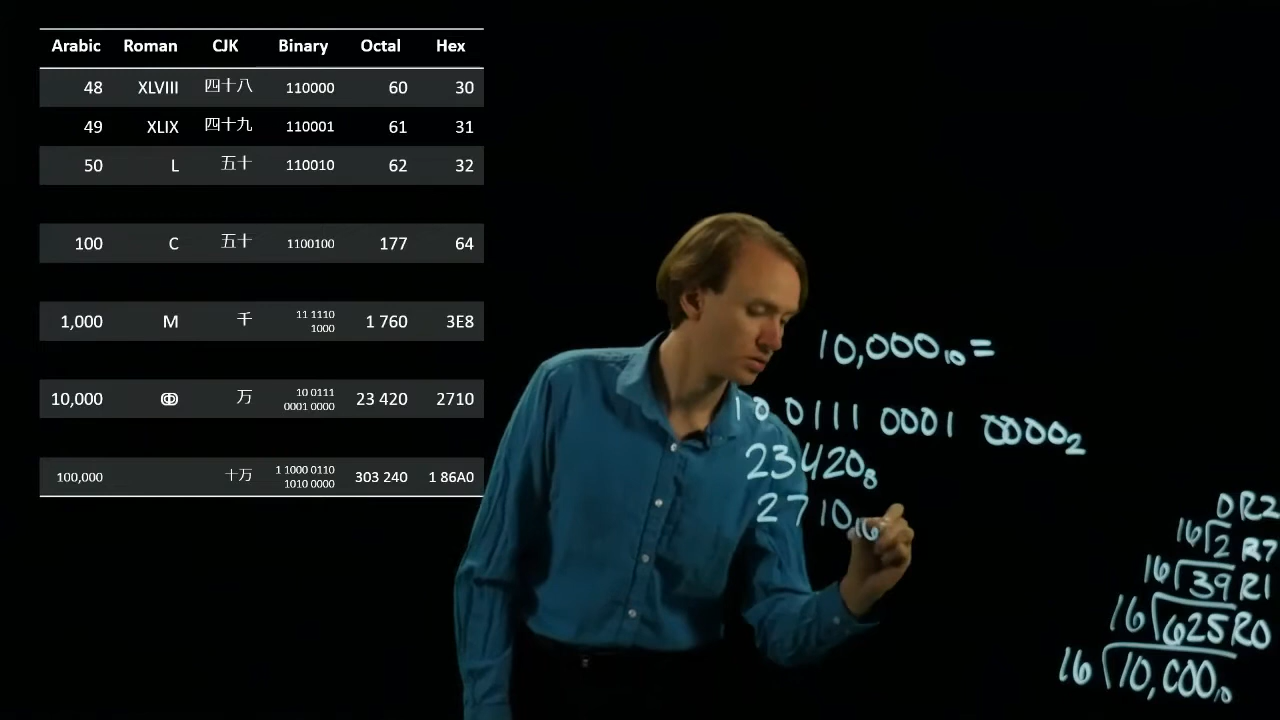 Arabic Roman CJK Binary Octal Hex
48 XLVIII 四十八 110000 60 30
49 XLIX 四十九 110001 61 31
50 L 五十 110010 62 32
100 C 五十 1100100 177 64
1,000 M 千 11 1110 1000 1 760 3E8
10,000 ↂ 万 10 0111 0001 0000 23 420 2710
100,000 十万 1 1000 0110 1010 0000 303 240 1 86A0
10,000₁₀ =
10 0111 0001 0000₂
23420₈
2710₁₆
0 R2
16 2 R7
16 39 R1
16 625 R0
16 10,000₁₀